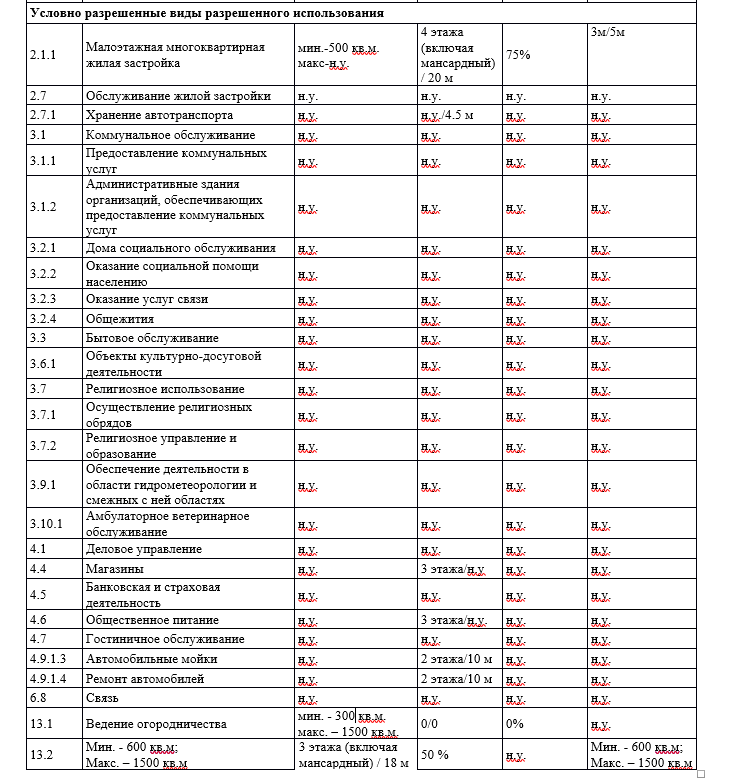 Условно разрешенные виды разрешенного использования
2.1.1 Малоэтажная многоквартирная жилая застройка мин.-500 кв.м. макс-н.у. 4 этажа (включая мансардный) / 20 м 75% 3м/5м
2.7 Обслуживание жилой застройки н.у. н.у. н.у. н.у.
2.7.1 Хранение автотранспорта н.у. н.у./4.5 м н.у. н.у.
3.1 Коммунальное обслуживание н.у. н.у. н.у. н.у.
3.1.1 Предоставление коммунальных услуг н.у. н.у. н.у. н.у.
3.1.2 Административные здания организаций, обеспечивающих предоставление коммунальных услуг н.у. н.у. н.у. н.у.
3.2.1 Дома социального обслуживания н.у. н.у. н.у. н.у.
3.2.2 Оказание социальной помощи населению н.у. н.у. н.у. н.у.
3.2.3 Оказание услуг связи н.у. н.у. н.у. н.у.
3.2.4 Общежития н.у. н.у. н.у. н.у.
3.3 Бытовое обслуживание н.у. н.у. н.у. н.у.
3.6.1 Объекты культурно-досуговой деятельности н.у. н.у. н.у. н.у.
3.7 Религиозное использование н.у. н.у. н.у. н.у.
3.7.1 Осуществление религиозных обрядов н.у. н.у. н.у. н.у.
3.7.2 Религиозное управление и образование н.у. н.у. н.у. н.у.
3.9.1 Обеспечение деятельности в области гидрометеорологии и смежных с ней областях н.у. н.у. н.у. н.у.
3.10.1 Амбулаторное ветеринарное обслуживание н.у. н.у. н.у. н.у.
4.1 Деловое управление н.у. н.у. н.у. н.у.
4.4 Магазины н.у. 3 этажа/н.у н.у. н.у.
4.5 Банковская и страховая деятельность н.у. н.у. н.у. н.у.
4.6 Общественное питание н.у. 3 этажа/н.у. н.у. н.у.
4.7 Гостиничное обслуживание н.у. н.у. н.у. н.у.
4.9.1.3 Автомобильные мойки н.у. 2 этажа/10 м н.у. н.у.
4.9.1.4 Ремонт автомобилей н.у. 2 этажа/10 м н.у. н.у.
6.8 Связь н.у. н.у. н.у. н.у.
13.1 Ведение огородничества мин. - 300 кв.м. макс. – 1500 кв.м. 0/0 0% н.у.
13.2 Мин. - 600 кв.м; Макс. – 1500 кв.м 3 этажа (включая мансардный) / 18 м 50 % н.у. Мин. - 600 кв.м; Макс. – 1500 кв.м